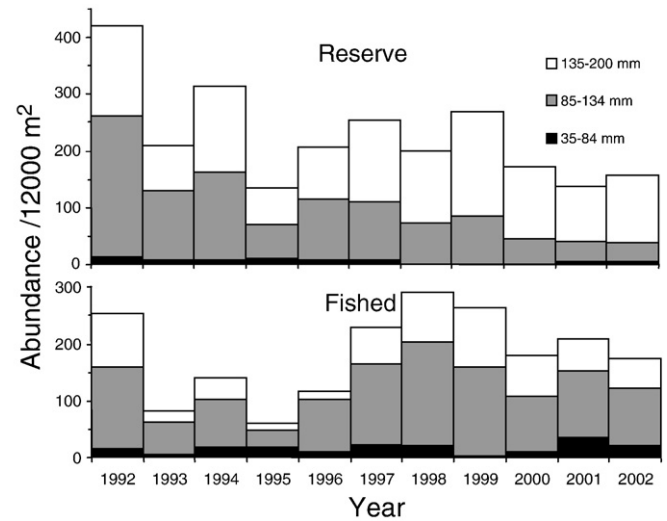 Abundance /12000 m²
400
300
200
100
0
Reserve
135-200 mm
85-134 mm
35-84 mm
300
200
100
0
Fished
1992 1993 1994 1995 1996 1997 1998 1999 2000 2001 2002
Year